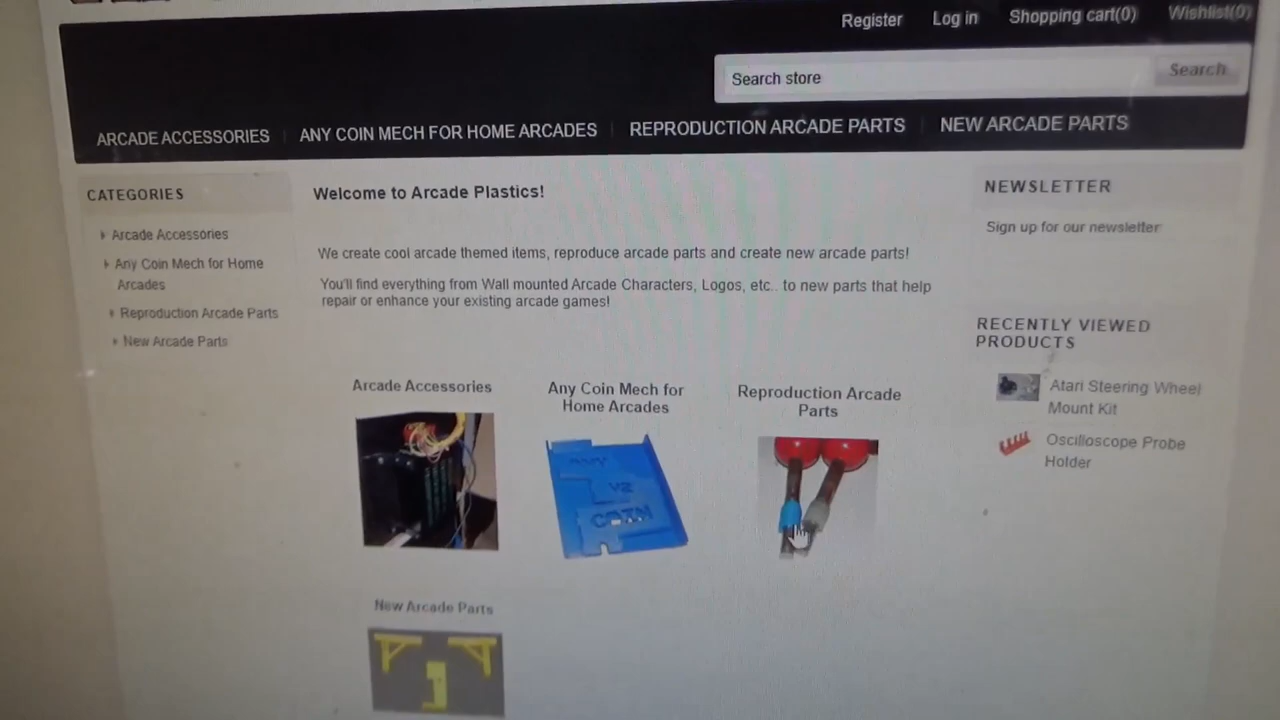 Register
Log in
Shopping cart(0)
Wishlist(0)
Search store
Search
ARCADE ACCESSORIES
ANY COIN MECH FOR HOME ARCADES
REPRODUCTION ARCADE PARTS
NEW ARCADE PARTS
CATEGORIES
Arcade Accessories
Any Coin Mech for Home
Arcades
Reproduction Arcade Parts
New Arcade Parts
Welcome to Arcade Plastics!
We create cool arcade themed items, reproduce arcade parts and create new arcade parts!
You'll find everything from Wall mounted Arcade Characters, Logos, etc.. to new parts that help
repair or enhance your existing arcade games!
Arcade Accessories
Any Coin Mech for
Home Arcades
Reproduction Arcade
Parts
ANY
V2
COIN
New Arcade Parts
NEWSLETTER
Sign up for our newsletter
RECENTLY VIEWED
PRODUCTS
Atari Steering Wheel
Mount Kit
Oscilloscope Probe
Holder